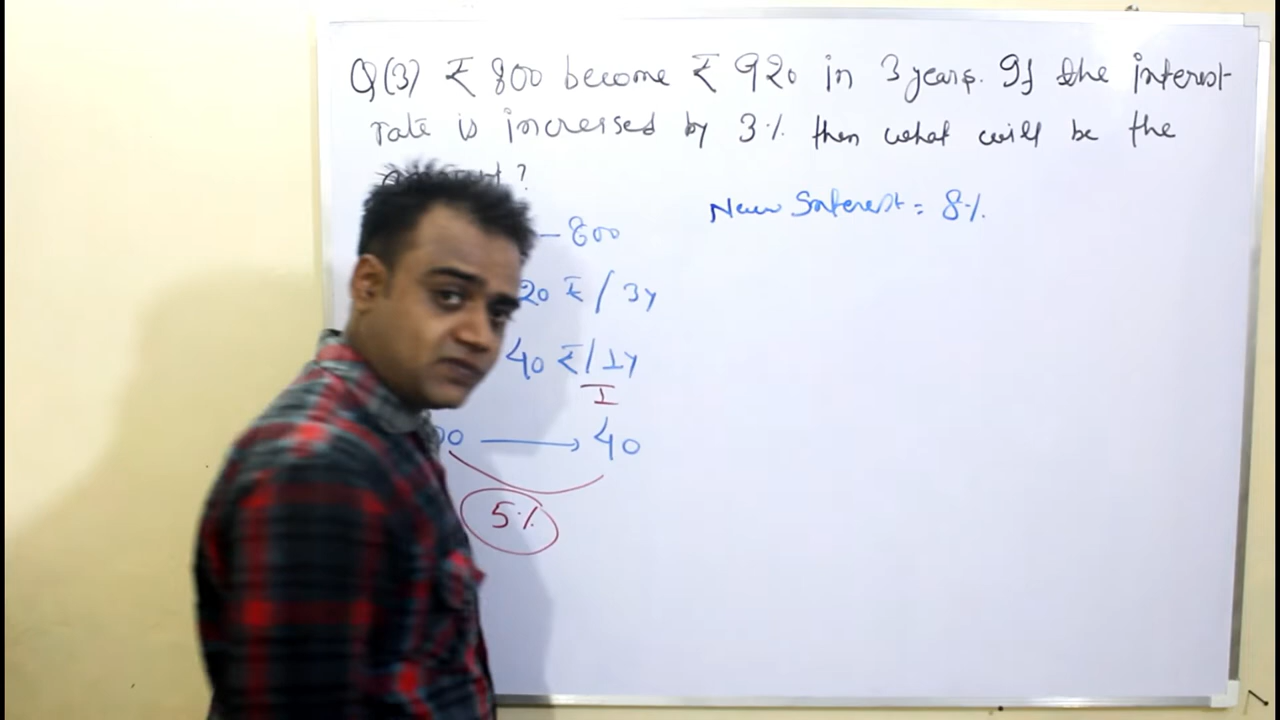 Q(3) ₹ 800 become ₹ 920 in 3 years. If the interest
rate is increased by 3% then what will be the
?
- 800
20 ₹ / 3y
40 ₹ / 1y
I
00 → 40
5%
New Interest = 8%